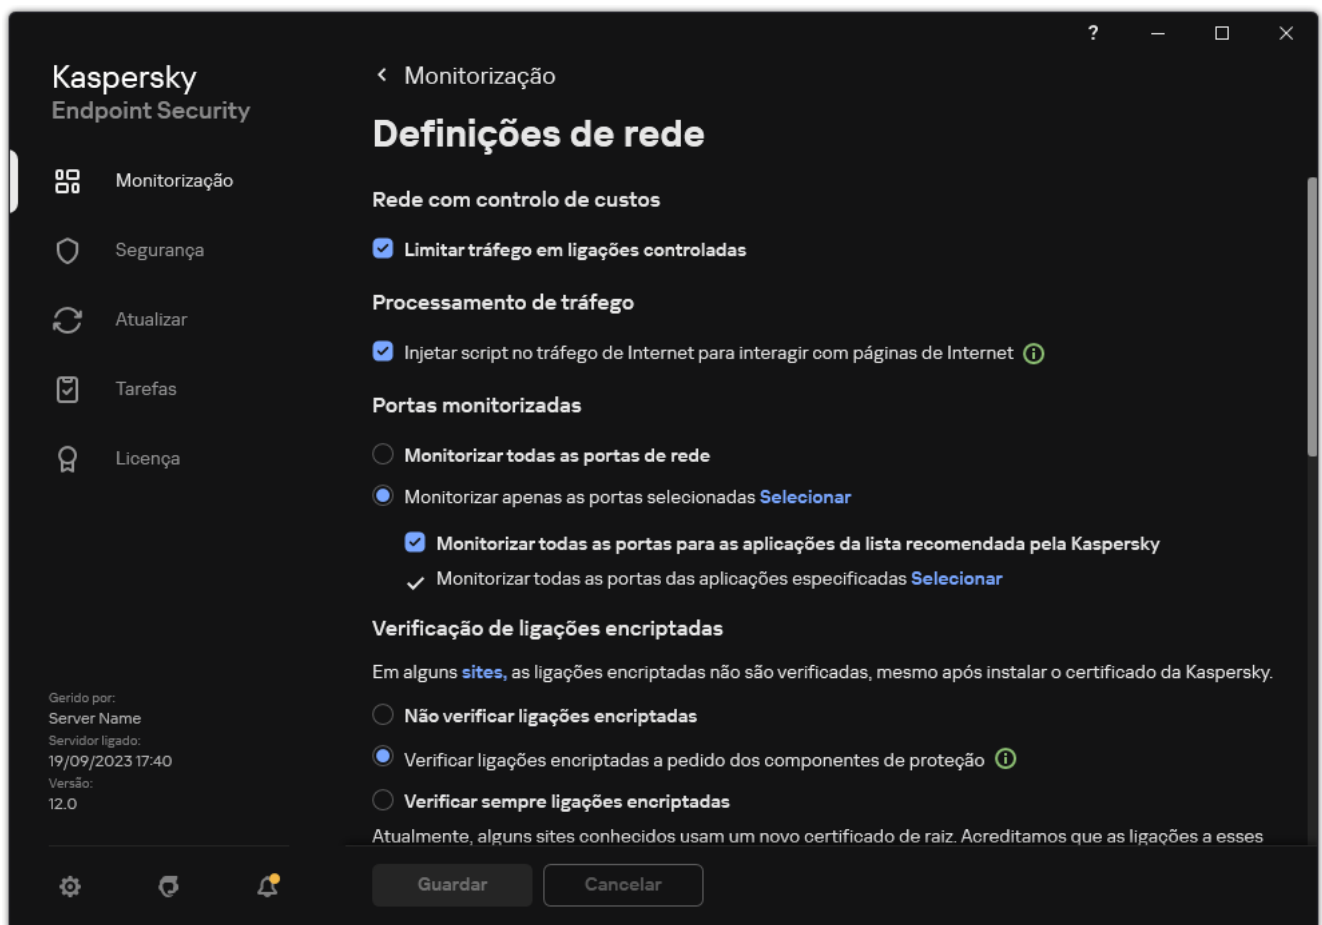 ?
Kaspersky
Endpoint Security
Monitorização
Segurança
Atualizar
Tarefas
Licença
Gerido por:
Server Name
Servidor ligado:
19/09/2023 17:40
Versão:
12.0
Monitorização
Definições de rede
Rede com controlo de custos
Limitar tráfego em ligações controladas
Processamento de tráfego
Injetar script no tráfego de Internet para interagir com páginas de Internet
Portas monitorizadas
Monitorizar todas as portas de rede
Monitorizar apenas as portas selecionadas Selecionar
Monitorizar todas as portas para as aplicações da lista recomendada pela Kaspersky
Monitorizar todas as portas das aplicações especificadas Selecionar
Verificação de ligações encriptadas
Em alguns sites, as ligações encriptadas não são verificadas, mesmo após instalar o certificado da Kaspersky.
Não verificar ligações encriptadas
Verificar ligações encriptadas a pedido dos componentes de proteção
Verificar sempre ligações encriptadas
Atualmente, alguns sites conhecidos usam um novo certificado de raiz. Acreditamos que as ligações a esses
Guardar
Cancelar